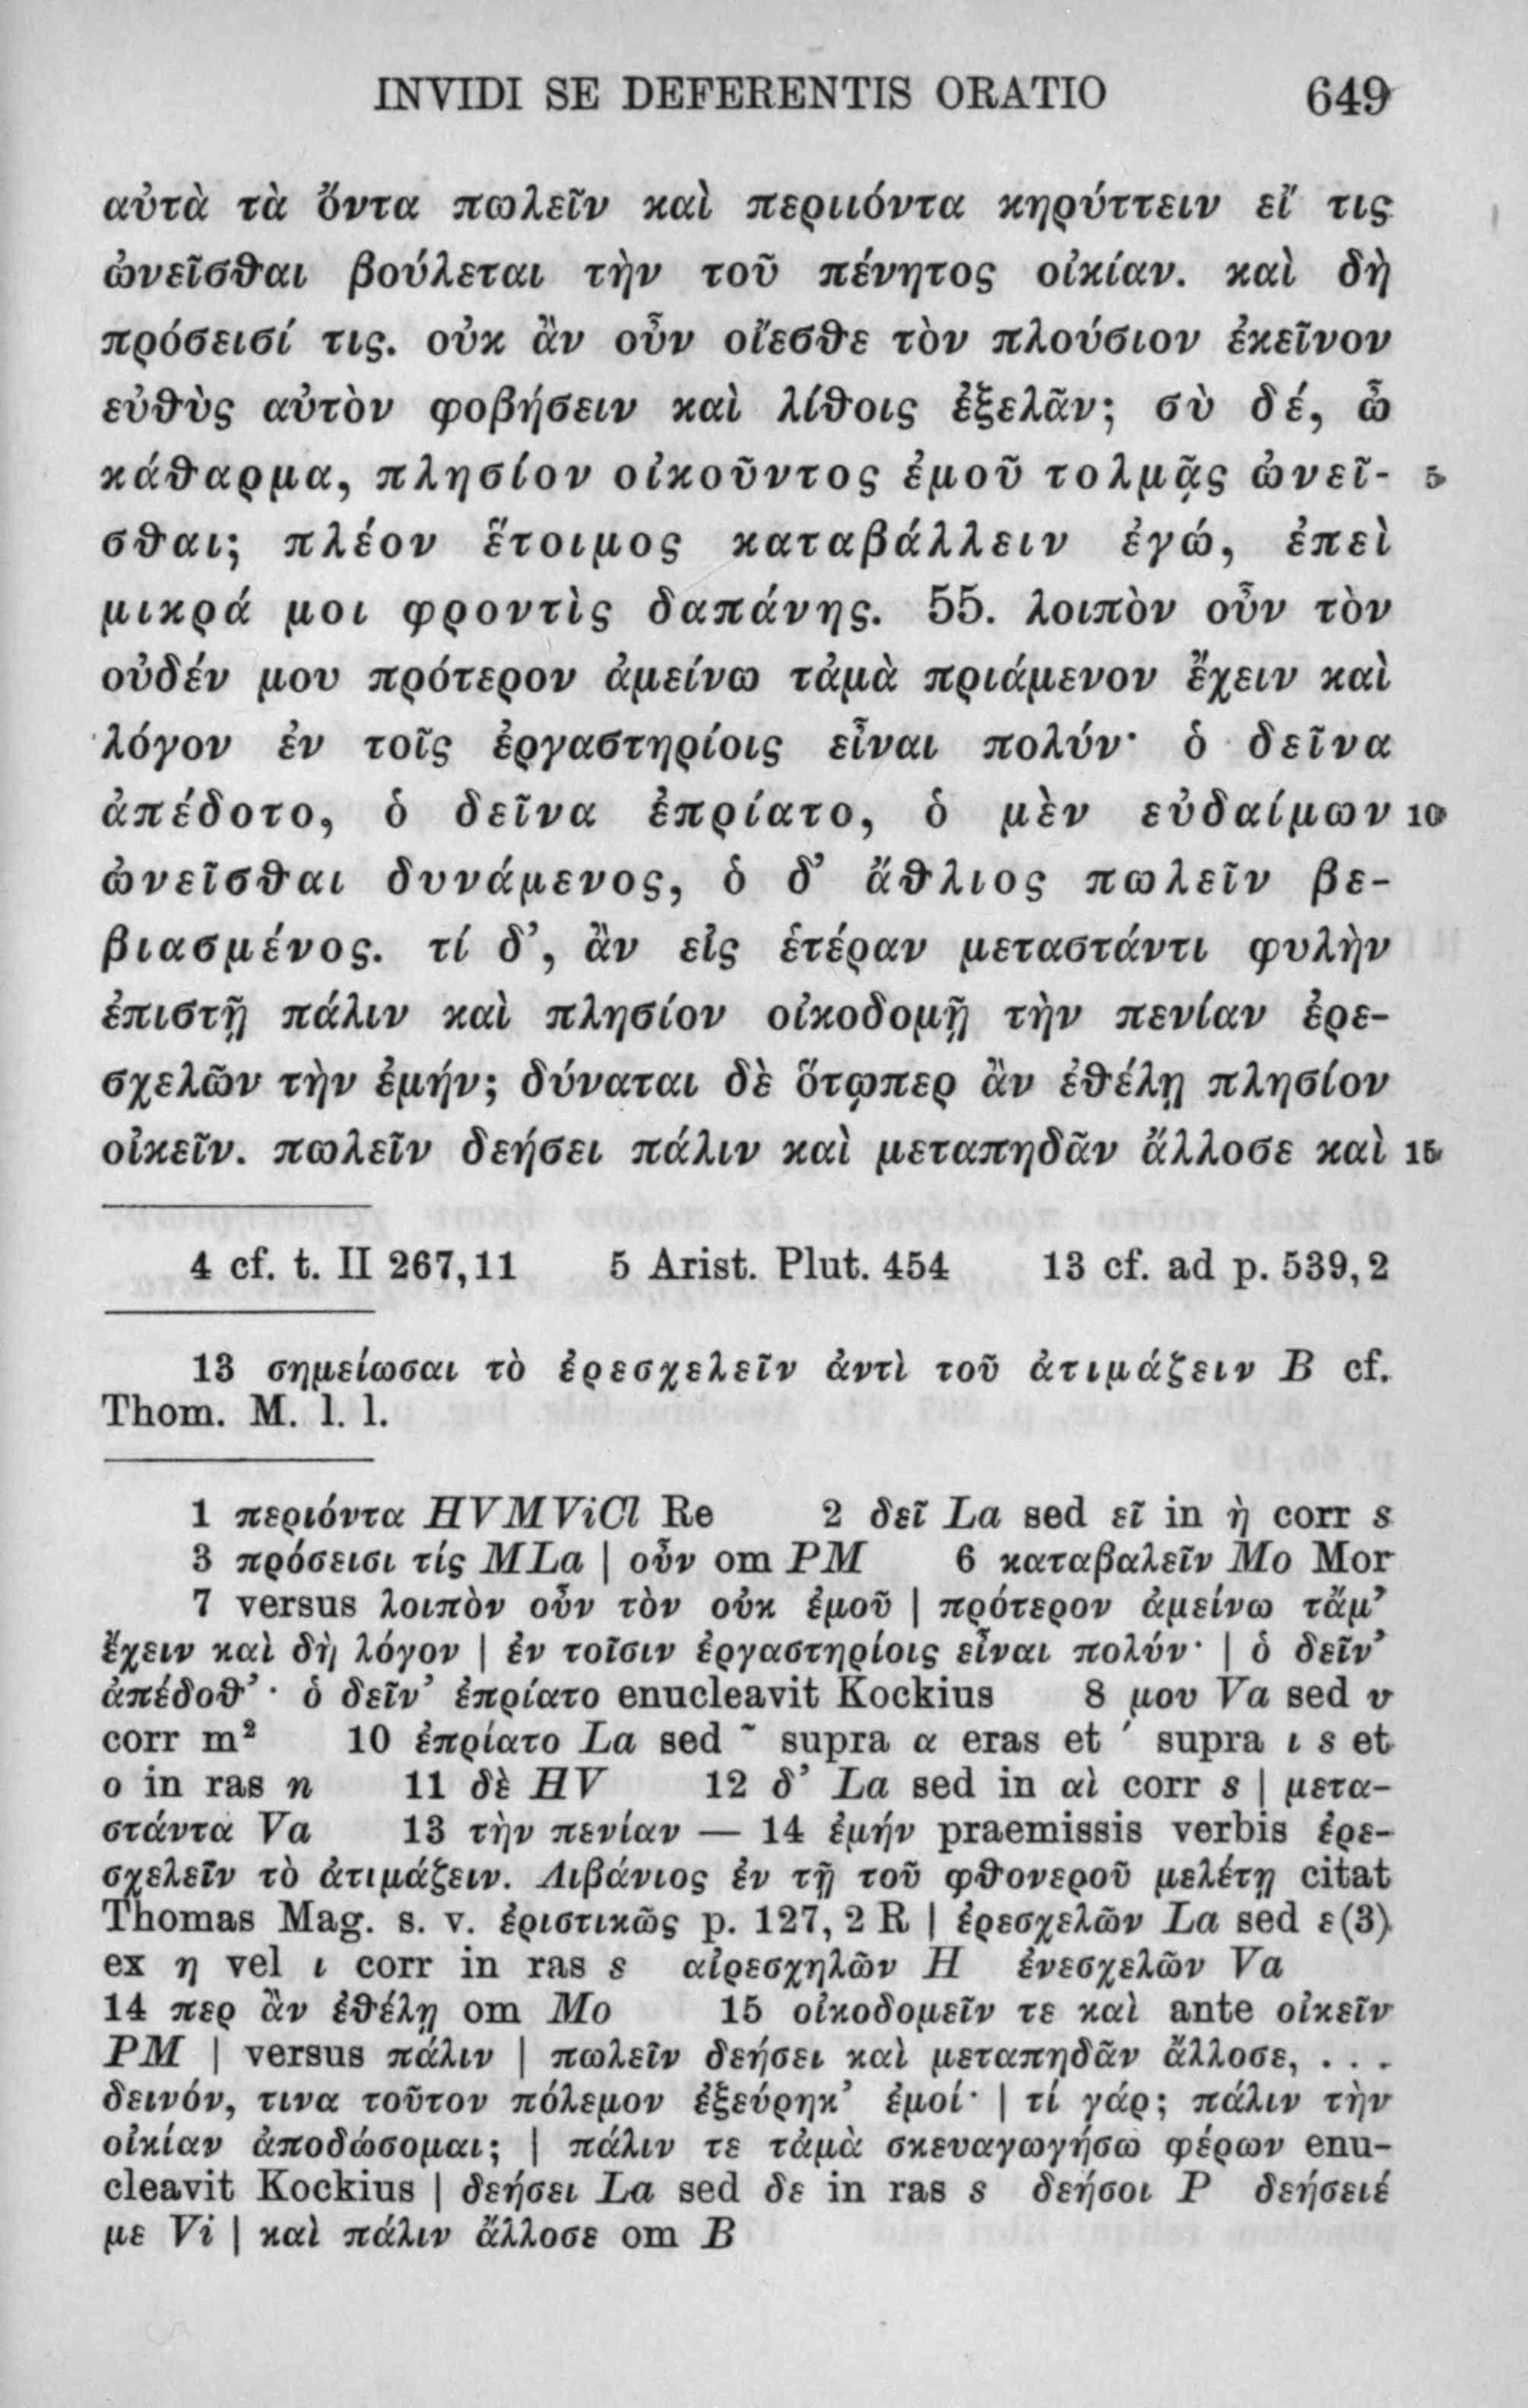 INVIDI SE DEFERENTIS ORATIO 649
αὐτὰ τὰ ὄντα πωλεῖν καὶ περιιόντα κηρύττειν εἴ τις
ὠνεῖσθαι βούλεται τὴν τοῦ πένητος οἰκίαν. καὶ δὴ
πρόσεισί τις. οὐκ ἂν οὖν οἴεσθε τὸν πλούσιον ἐκεῖνον
εὐθὺς αὐτὸν φοβήσειν καὶ λίθοις ἐξελᾶν; σὺ δέ, ὦ
κάθαρμα, πλησίον οἰκοῦντος ἐμοῦ τολμᾷς ὠνεῖ- 5
σθαι; πλέον ἕτοιμος καταβάλλειν ἐγώ, ἐπεὶ
μικρά μοι φροντὶς δαπάνης. 55. λοιπὸν οὖν τὸν
οὐδέν μου πρότερον ἀμείνω τἀμὰ πριάμενον ἔχειν καὶ
λόγον ἐν τοῖς ἐργαστηρίοις εἶναι πολύν· ὁ δεῖνα
ἀπέδοτο, ὁ δεῖνα ἐπρίατο, ὁ μὲν εὐδαίμων 10
ὠνεῖσθαι δυνάμενος, ὁ δ’ ἄθλιος πωλεῖν βε-
βιασμένος. τί δ’, ἂν εἰς ἑτέραν μεταστάντι φυλὴν
ἐπιστῇ πάλιν καὶ πλησίον οἰκοδομῇ τὴν πενίαν ἐρε-
σχελῶν τὴν ἐμήν; δύναται δὲ ὅτῳπερ ἂν ἐθέλῃ πλησίον
οἰκεῖν. πωλεῖν δεήσει πάλιν καὶ μεταπηδᾶν ἄλλοσε καὶ 15
4 cf. t. II 267,11 5 Arist. Plut. 454 13 cf. ad p. 539,2
13 σημείωσαι τὸ ἐρεσχελεῖν ἀντὶ τοῦ ἀτιμάζειν B cf.
Thom. M. l. l.
1 περιόντα HVMViCl Re 2 δεῖ La sed εῖ in ὴ corr s
3 πρόσεισι τίς MLa | οὖν om PM 6 καταβαλεῖν Mo Mor
7 versus λοιπὸν οὖν τὸν οὐκ ἐμοῦ | πρότερον ἀμείνω τἄμ’
ἔχειν καὶ δὴ λόγον | ἐν τοῖσιν ἐργαστηρίοις εἶναι πολύν· | ὁ δεῖν’
ἀπέδοθ’· ὁ δεῖν’ ἐπρίατο enucleavit Kockius 8 μου Va sed υ
corr m² 10 ἐπρίατο La sed ῀ supra α eras et ´ supra ι s et
ο in ras n 11 δὲ HV 12 δ’ La sed in αὶ corr s | μετα-
στάντα Va 13 τὴν πενίαν — 14 ἐμήν praemissis verbis ἐρε-
σχελεῖν τὸ ἀτιμάζειν. Λιβάνιος ἐν τῇ τοῦ φθονεροῦ μελέτῃ citat
Thomas Mag. s. v. ἐριστικῶς p. 127, 2 R | ἐρεσχελῶν La sed ε(3)
ex η vel ι corr in ras s αἱρεσχηλῶν H ἐνεσχελῶν Va
14 περ ἂν ἐθέλῃ om Mo 15 οἰκοδομεῖν τε καὶ ante οἰκεῖν
PM | versus πάλιν | πωλεῖν δεήσει καὶ μεταπηδᾶν ἄλλοσε, . . .
δεινόν, τινα τοῦτον πόλεμον ἐξεύρηκ’ ἐμοί· | τί γάρ; πάλιν τὴν
οἰκίαν ἀποδώσομαι; | πάλιν τε τἀμὰ σκευαγωγήσω φέρων enu-
cleavit Kockius | δεήσει La sed δε in ras s δεήσοι P δεήσειέ
με Vi | καὶ πάλιν ἄλλοσε om B